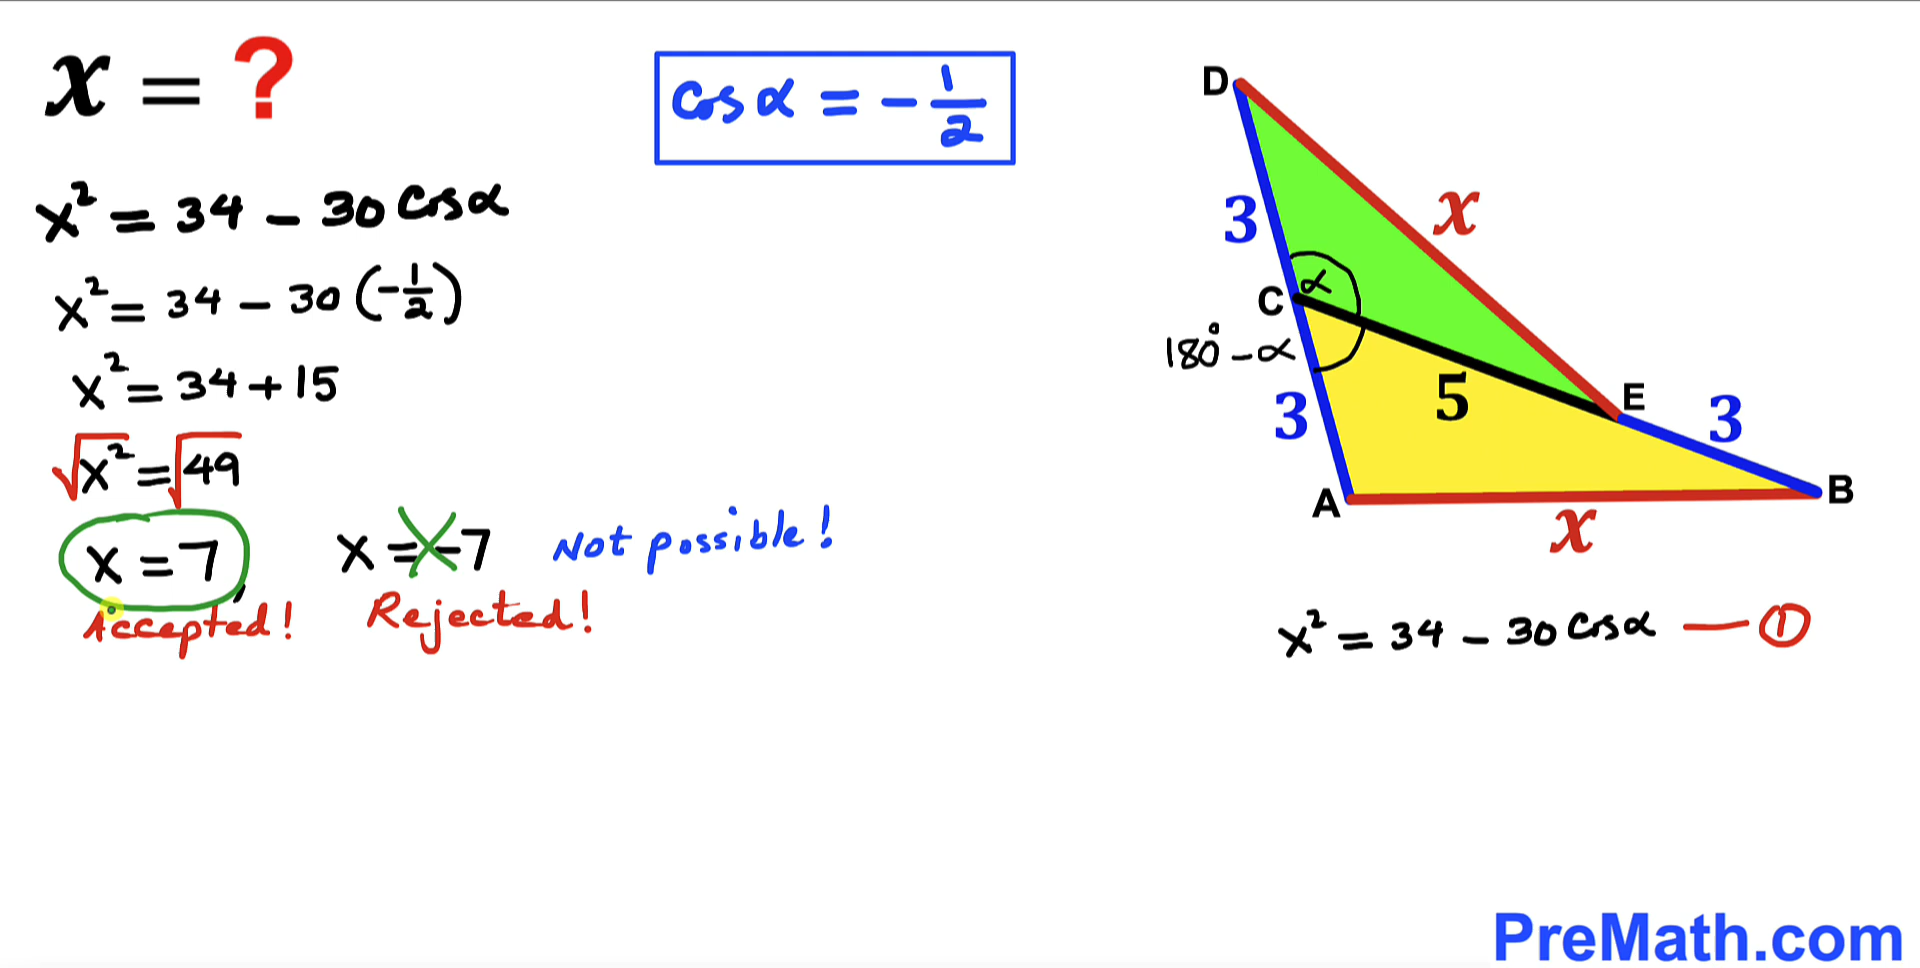 x = ?
cos α = - 1/2
x² = 34 - 30 cos α
x² = 34 - 30 (-1/2)
x² = 34 + 15
√x² = √49
x = 7
x = -7
Not possible!
Accepted!
Rejected!
D
3
x
α
C
180° - α
3
5
E
3
A
B
x
x² = 34 - 30 cos α — ①
PreMath.com